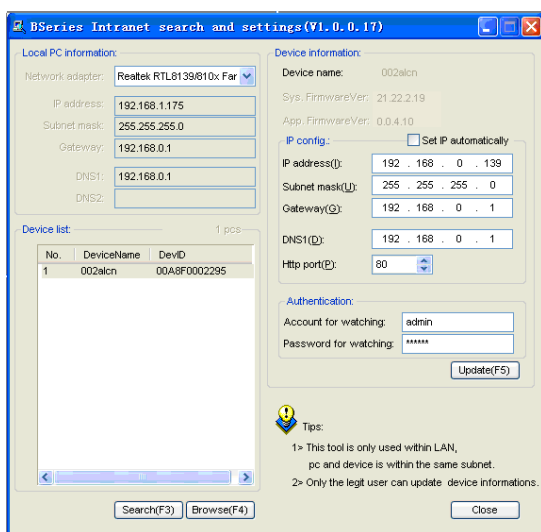 BSeries Intranet search and settings(V1.0.0.17)
Local PC information:
Network adapter: Realtek RTL8139/810x Far
IP address: 192.168.1.175
Subnet mask: 255.255.255.0
Gateway: 192.168.0.1
DNS1: 192.168.0.1
DNS2:
Device list: 1 pcs
No. DeviceName DevID
1 002alcn 00A8F0002295
Search(F3) Browse(F4)
Device information:
Device name: 002alcn
Sys. FirmwareVer: 21.22.2.19
App. FirmwareVer: 0.0.4.10
IP config.: Set IP automatically
IP address(I): 192 . 168 . 0 . 139
Subnet mask(U): 255 . 255 . 255 . 0
Gateway(G): 192 . 168 . 0 . 1
DNS1(D): 192 . 168 . 0 . 1
Http port(P): 80
Authentication:
Account for watching: admin
Password for watching: ******
Update(F5)
Tips:
1> This tool is only used within LAN,
pc and device is within the same subnet.
2> Only the legit user can update device informations.
Close